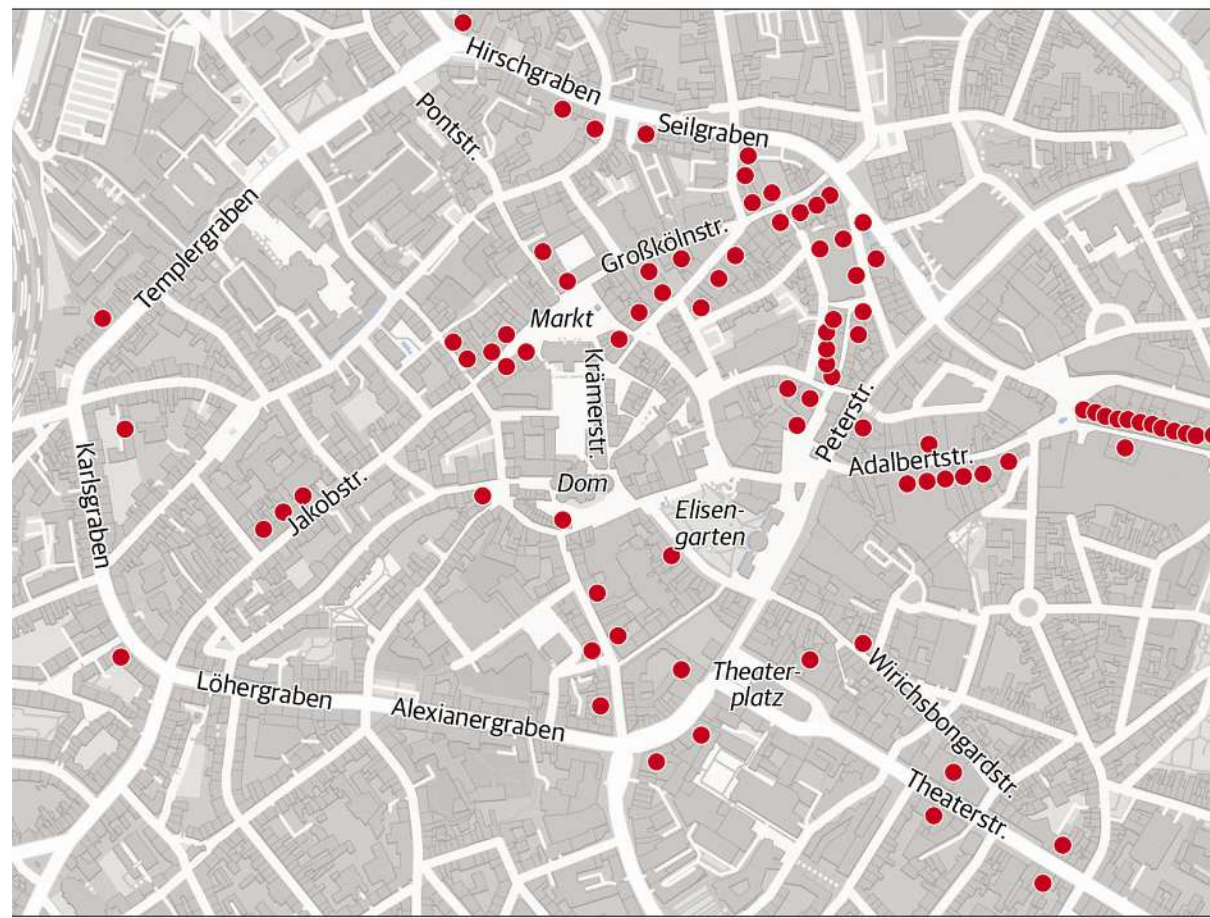 Hirschgraben
Seilgraben
Pontstr.
Templergraben
Großkölnstr.
Markt
Krämerstr.
Peterstr.
Adalbertstr.
Karlsgraben
Jakobstr.
Dom
Elisen-
garten
Löhergraben
Alexianergraben
Theater-
platz
Wirichsbongardstr.
Theaterstr.